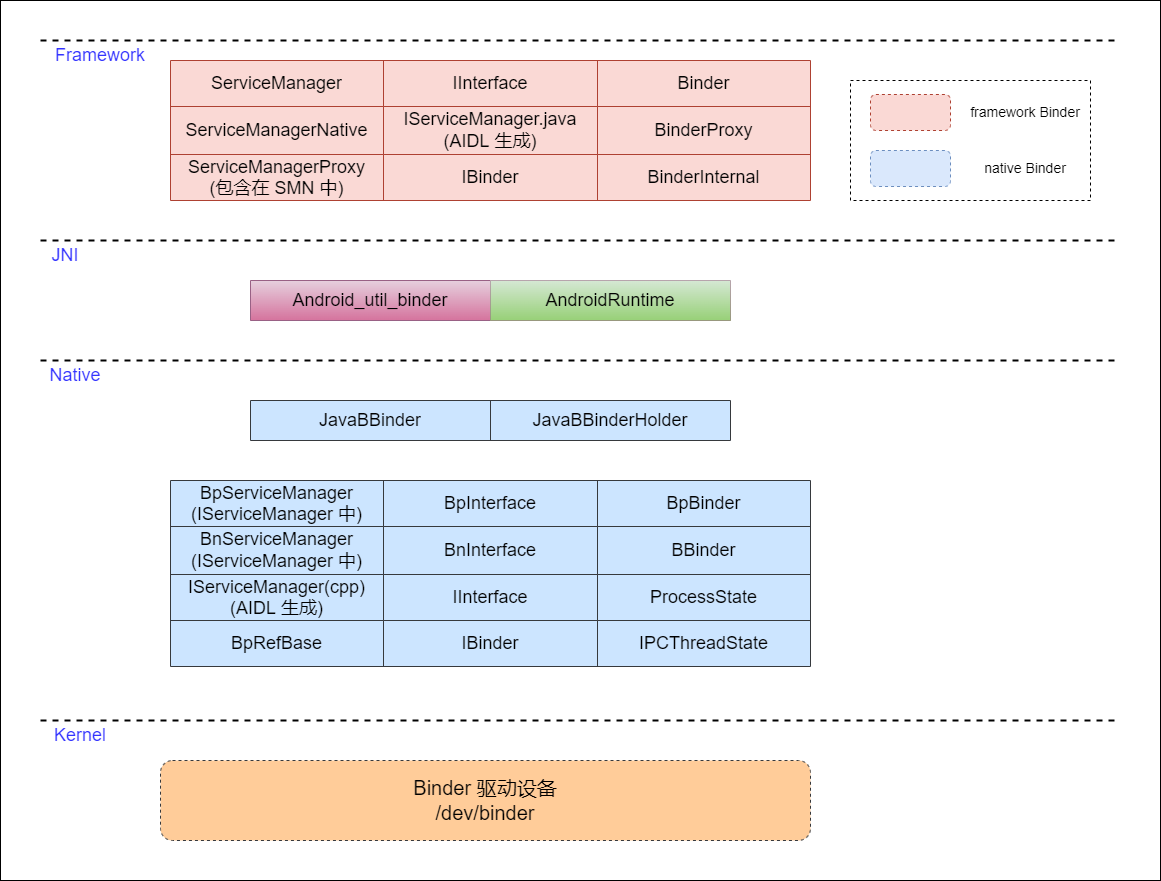 Framework
ServiceManager
IInterface
Binder
framework Binder
ServiceManagerNative
IServiceManager.java
(AIDL 生成)
BinderProxy
native Binder
ServiceManagerProxy
(包含在 SMN 中)
IBinder
BinderInternal
JNI
Android_util_binder
AndroidRuntime
Native
JavaBBinder
JavaBBinderHolder
BpServiceManager
(IServiceManager 中)
BpInterface
BpBinder
BnServiceManager
(IServiceManager 中)
BnInterface
BBinder
IServiceManager(cpp)
(AIDL 生成)
IInterface
ProcessState
BpRefBase
IBinder
IPCThreadState
Kernel
Binder 驱动设备
/dev/binder